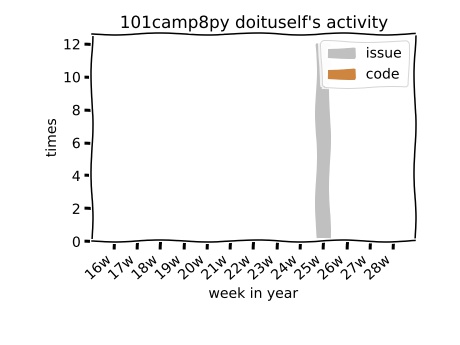 101camp8py doituself's activity
issue
code
times
12
10
8
6
4
2
0
16w 17w 18w 19w 20w 21w 22w 23w 24w 25w 26w 27w 28w
week in year